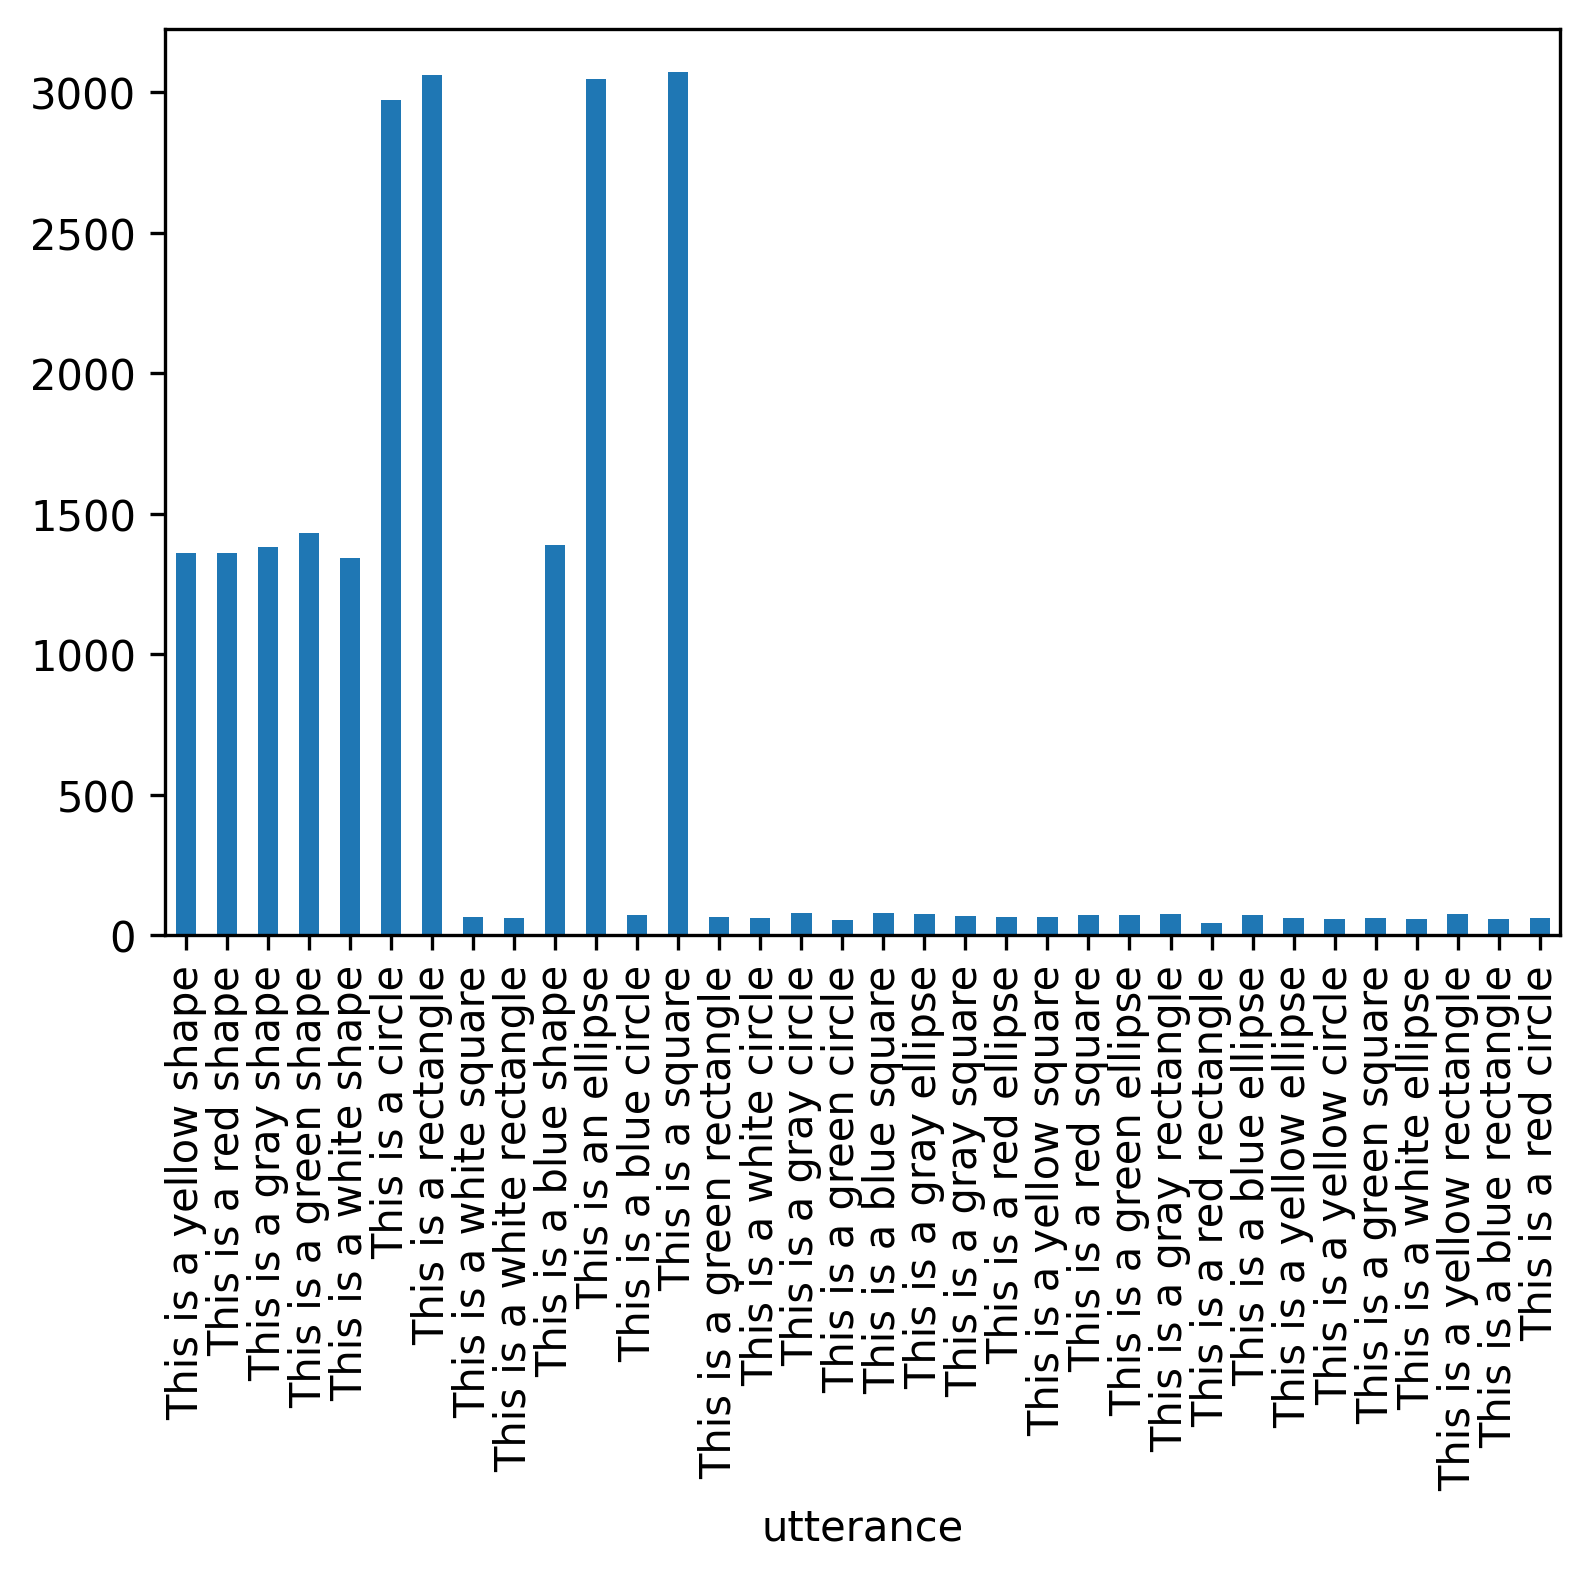 3000
2500
2000
1500
1000
500
0
This is a yellow shape
This is a red shape
This is a gray shape
This is a green shape
This is a white shape
This is a circle
This is a rectangle
This is a white square
This is a white rectangle
This is a blue shape
This is an ellipse
This is a blue circle
This is a square
This is a green rectangle
This is a white circle
This is a gray circle
This is a green circle
This is a blue square
This is a gray ellipse
This is a gray square
This is a red ellipse
This is a yellow square
This is a red square
This is a green ellipse
This is a gray rectangle
This is a red rectangle
This is a blue ellipse
This is a yellow ellipse
This is a yellow circle
This is a green square
This is a white ellipse
This is a yellow rectangle
This is a blue rectangle
This is a red circle
utterance